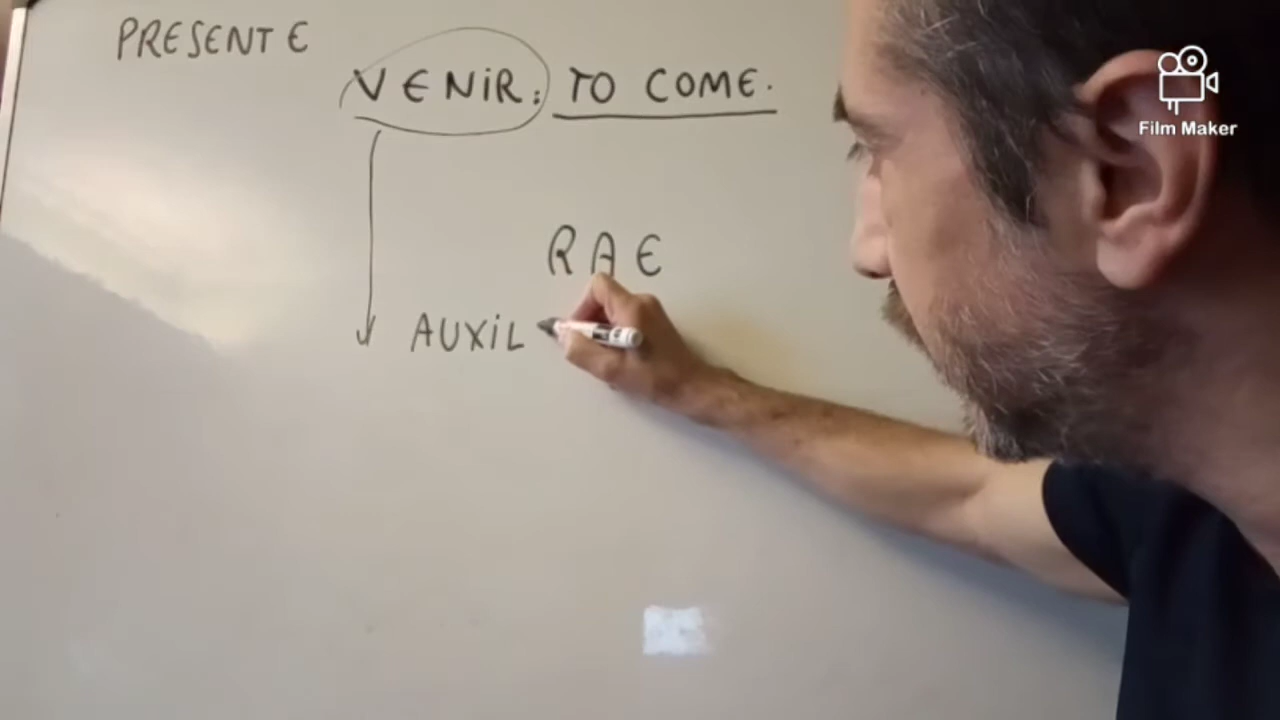 PRESENTE
VENIR: TO COME.
RAE
AUXIL
Film Maker